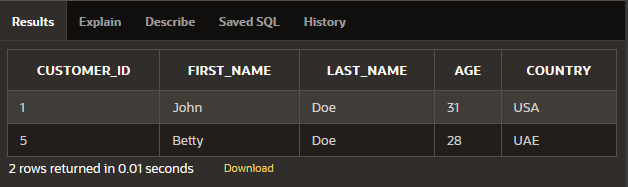 Results Explain Describe Saved SQL History
CUSTOMER_ID FIRST_NAME LAST_NAME AGE COUNTRY
1 John Doe 31 USA
5 Betty Doe 28 UAE
2 rows returned in 0.01 seconds Download